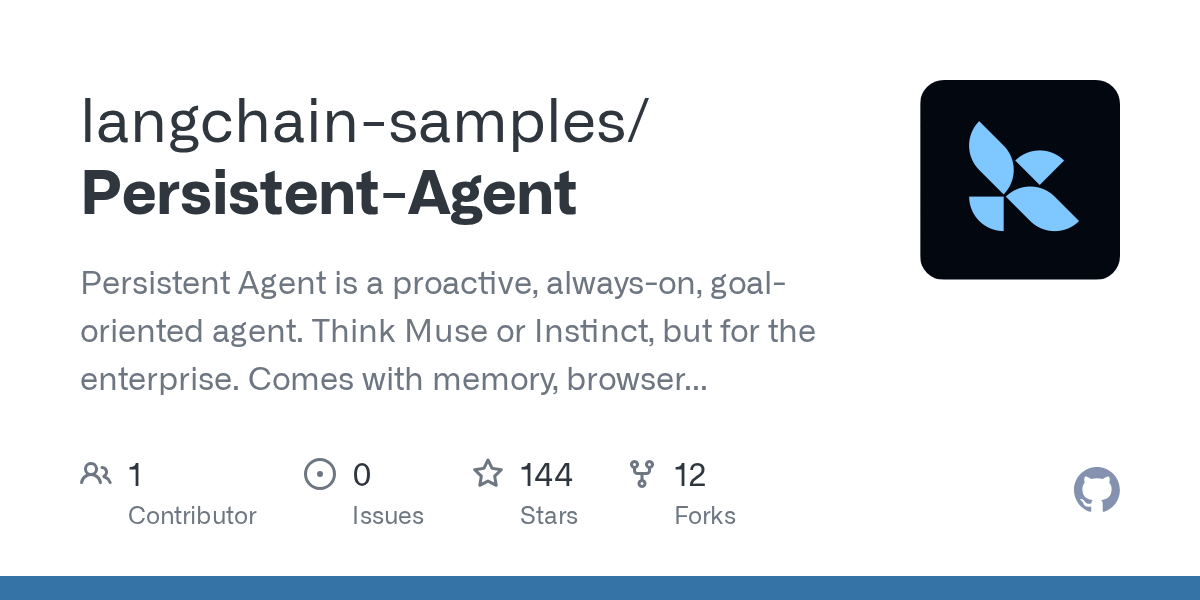 langchain-samples/
Persistent-Agent
Persistent Agent is a proactive, always-on, goal-
oriented agent. Think Muse or Instinct, but for the
enterprise. Comes with memory, browser...
1
Contributor
0
Issues
144
Stars
12
Forks